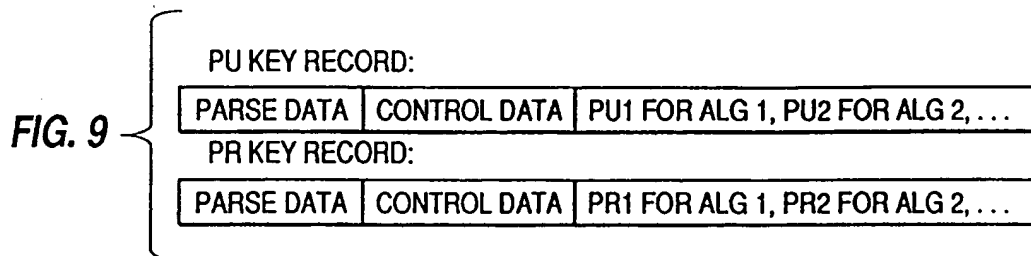 FIG. 9
PU KEY RECORD:
PARSE DATA CONTROL DATA PU1 FOR ALG 1, PU2 FOR ALG 2, . . .
PR KEY RECORD:
PARSE DATA CONTROL DATA PR1 FOR ALG 1, PR2 FOR ALG 2, . . .